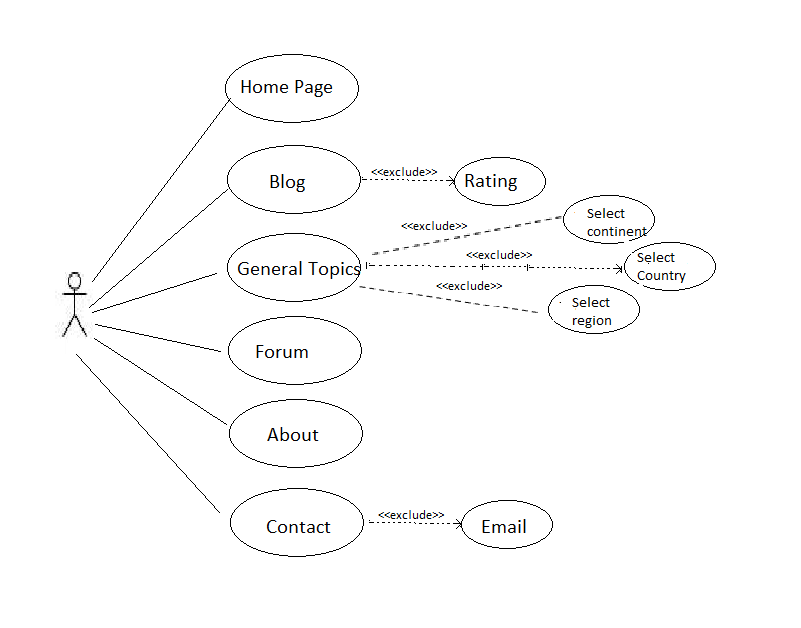 Home Page
<<exclude>>
Blog
Rating
Select
continent
<<exclude>>
General Topics
<<exclude>>
Select
Country
<<exclude>>
Select
region
Forum
About
<<exclude>>
Contact
Email